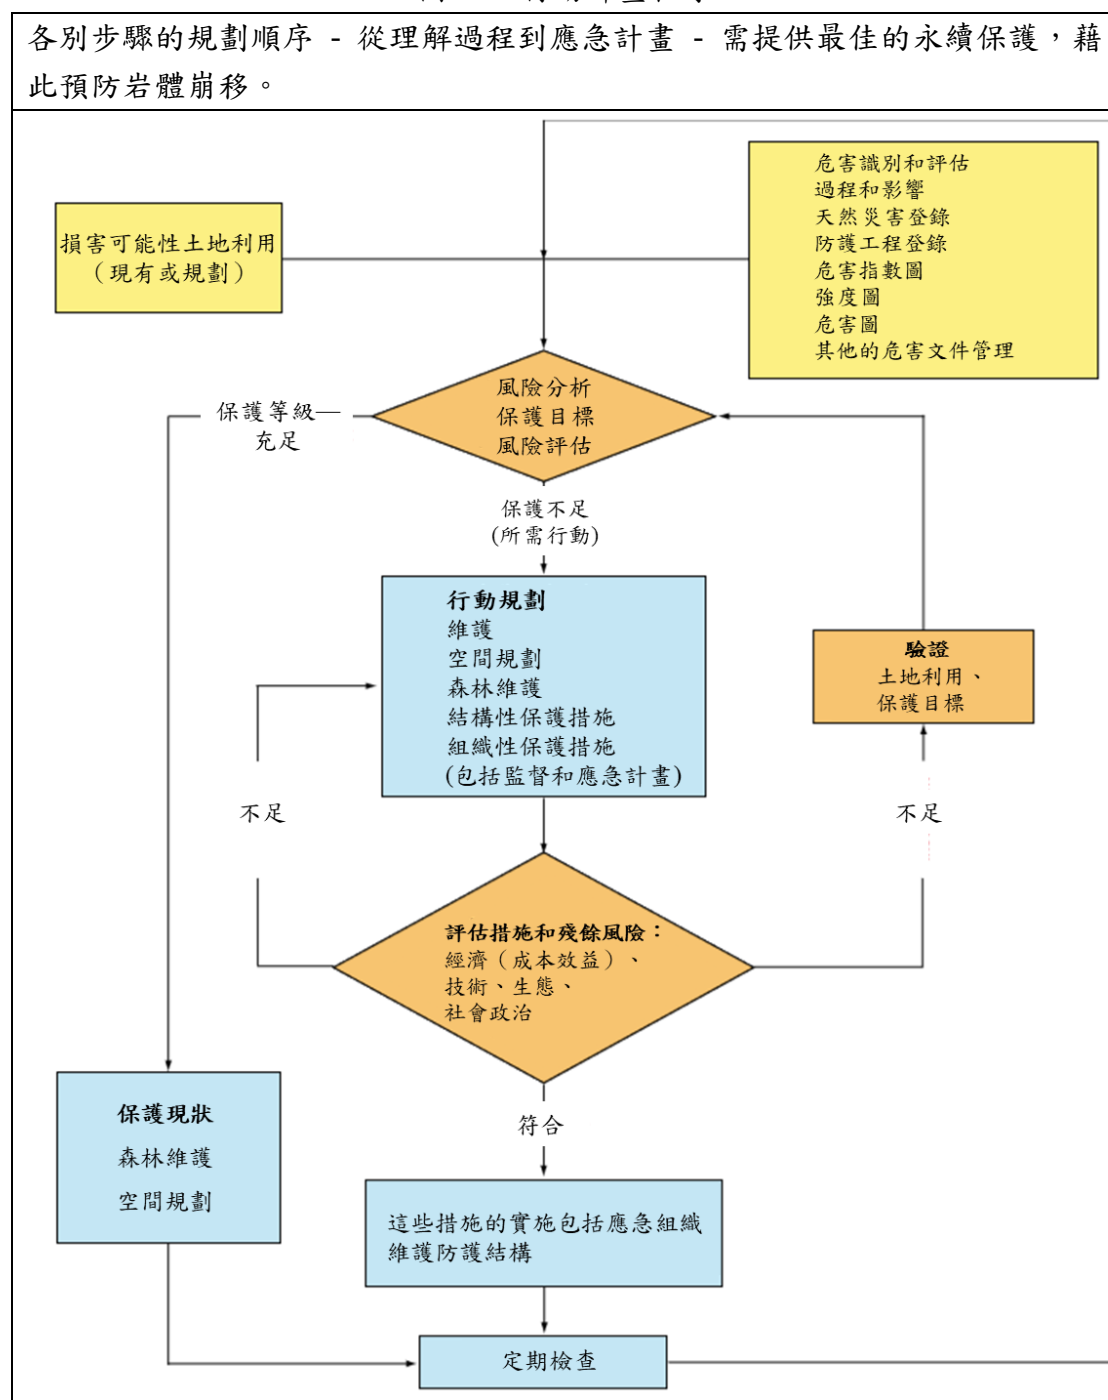 各別步驟的規劃順序 - 從理解過程到應急計畫 - 需提供最佳的永續保護，藉
此預防岩體崩移。
危害識別和評估
過程和影響
天然災害登錄
防護工程登錄
危害指數圖
強度圖
危害圖
其他的危害文件管理
損害可能性土地利用
（現有或規劃）
風險分析
保護目標
風險評估
保護等級—
充足
保護不足
(所需行動)
行動規劃
維護
空間規劃
森林維護
結構性保護措施
組織性保護措施
(包括監督和應急計畫)
驗證
土地利用、
保護目標
不足
不足
評估措施和殘餘風險：
經濟（成本效益）、
技術、生態、
社會政治
符合
保護現狀
森林維護
空間規劃
這些措施的實施包括應急組織
維護防護結構
定期檢查